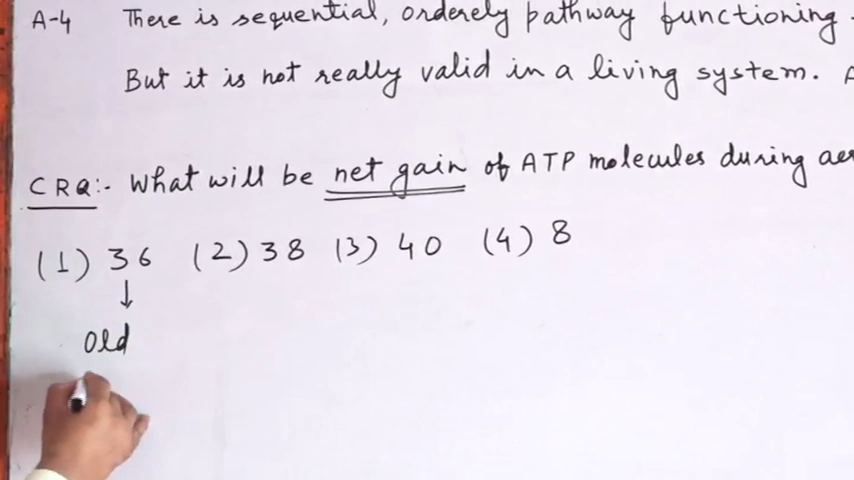 A-4 There is sequential, orderely pathway functioning.
But it is not really valid in a living system.
CRQ:- What will be net gain of ATP molecules during
(1) 36 (2) 38 (3) 40 (4) 8
↓
Old